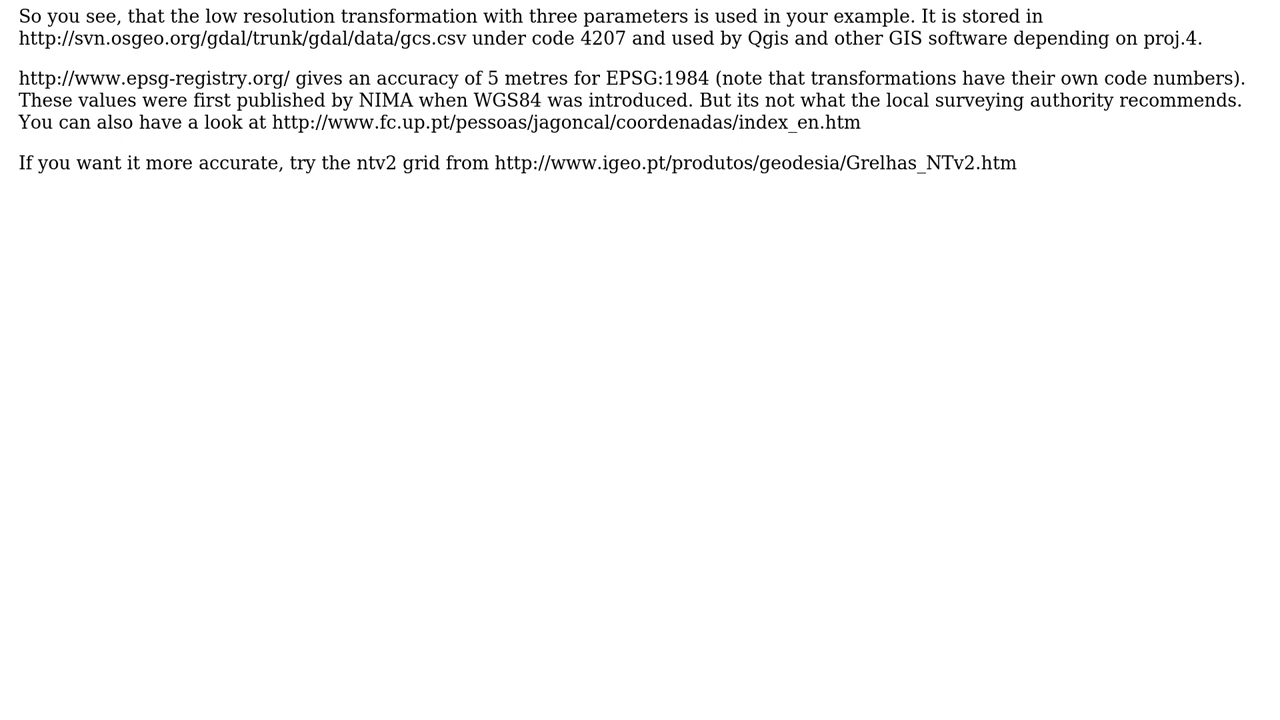 So you see, that the low resolution transformation with three parameters is used in your example. It is stored in
http://svn.osgeo.org/gdal/trunk/gdal/data/gcs.csv under code 4207 and used by Qgis and other GIS software depending on proj.4.
http://www.epsg-registry.org/ gives an accuracy of 5 metres for EPSG:1984 (note that transformations have their own code numbers).
These values were first published by NIMA when WGS84 was introduced. But its not what the local surveying authority recommends.
You can also have a look at http://www.fc.up.pt/pessoas/jagoncal/coordenadas/index_en.htm
If you want it more accurate, try the ntv2 grid from http://www.igeo.pt/produtos/geodesia/Grelhas_NTv2.htm